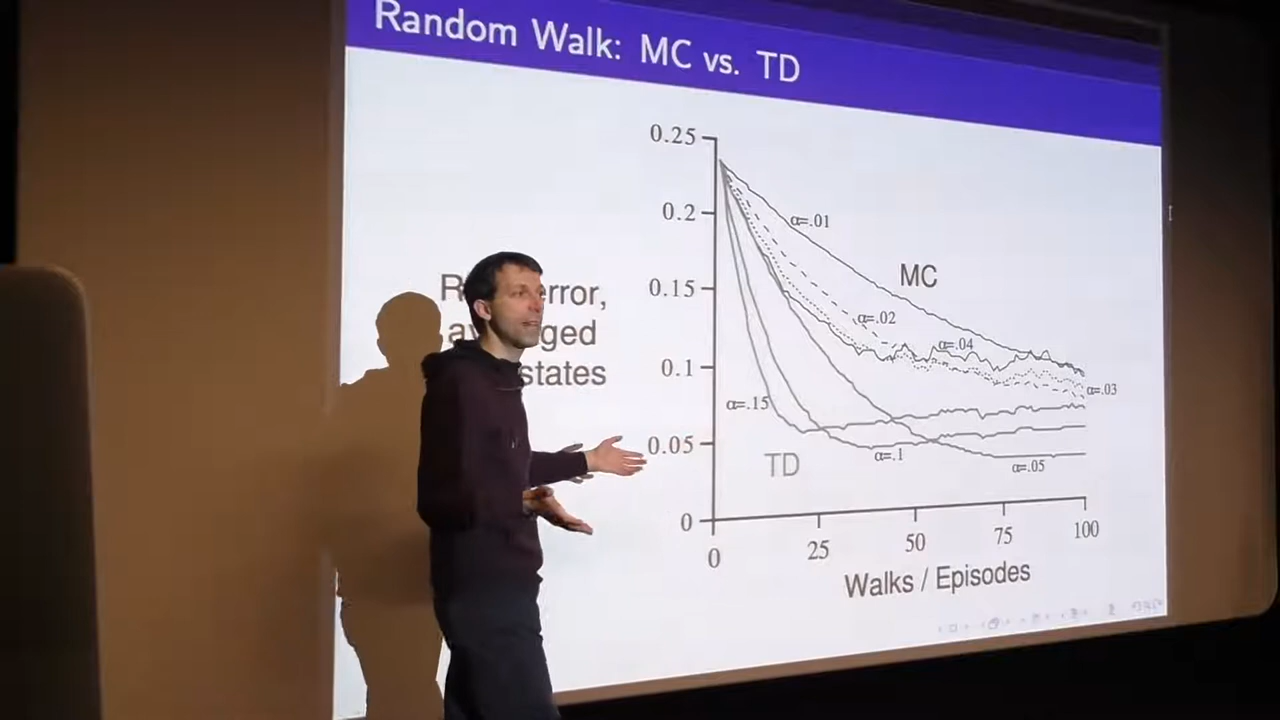 Random Walk: MC vs. TD
0.25
0.2
0.15
0.1
0.05
0
α=.01
MC
α=.02
α=.04
α=.03
α=.15
TD
α=.1
α=.05
R error,
av ged
states
0
25
50
75
100
Walks / Episodes